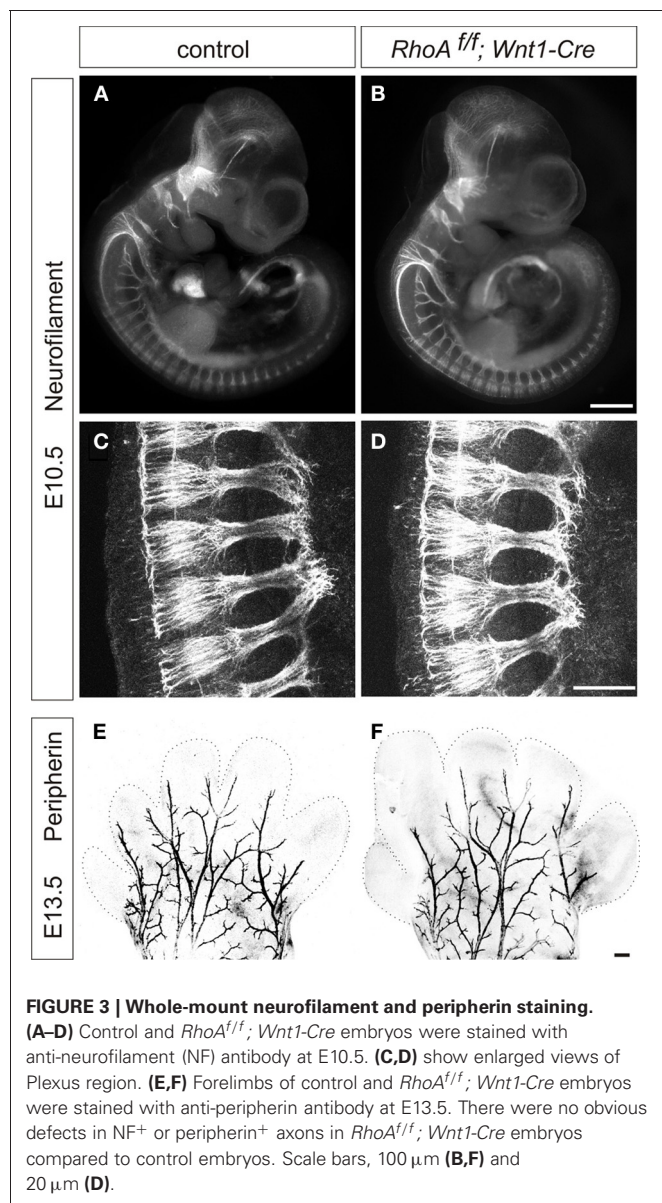 control
RhoA f/f; Wnt1-Cre
E10.5 Neurofilament
A
B
C
D
E13.5 Peripherin
E
F
FIGURE 3 | Whole-mount neurofilament and peripherin staining.
(A–D) Control and RhoA^f/f; Wnt1-Cre embryos were stained with
anti-neurofilament (NF) antibody at E10.5. (C,D) show enlarged views of
Plexus region. (E,F) Forelimbs of control and RhoA^f/f; Wnt1-Cre embryos
were stained with anti-peripherin antibody at E13.5. There were no obvious
defects in NF⁺ or peripherin⁺ axons in RhoA^f/f; Wnt1-Cre embryos
compared to control embryos. Scale bars, 100 μm (B,F) and
20 μm (D).